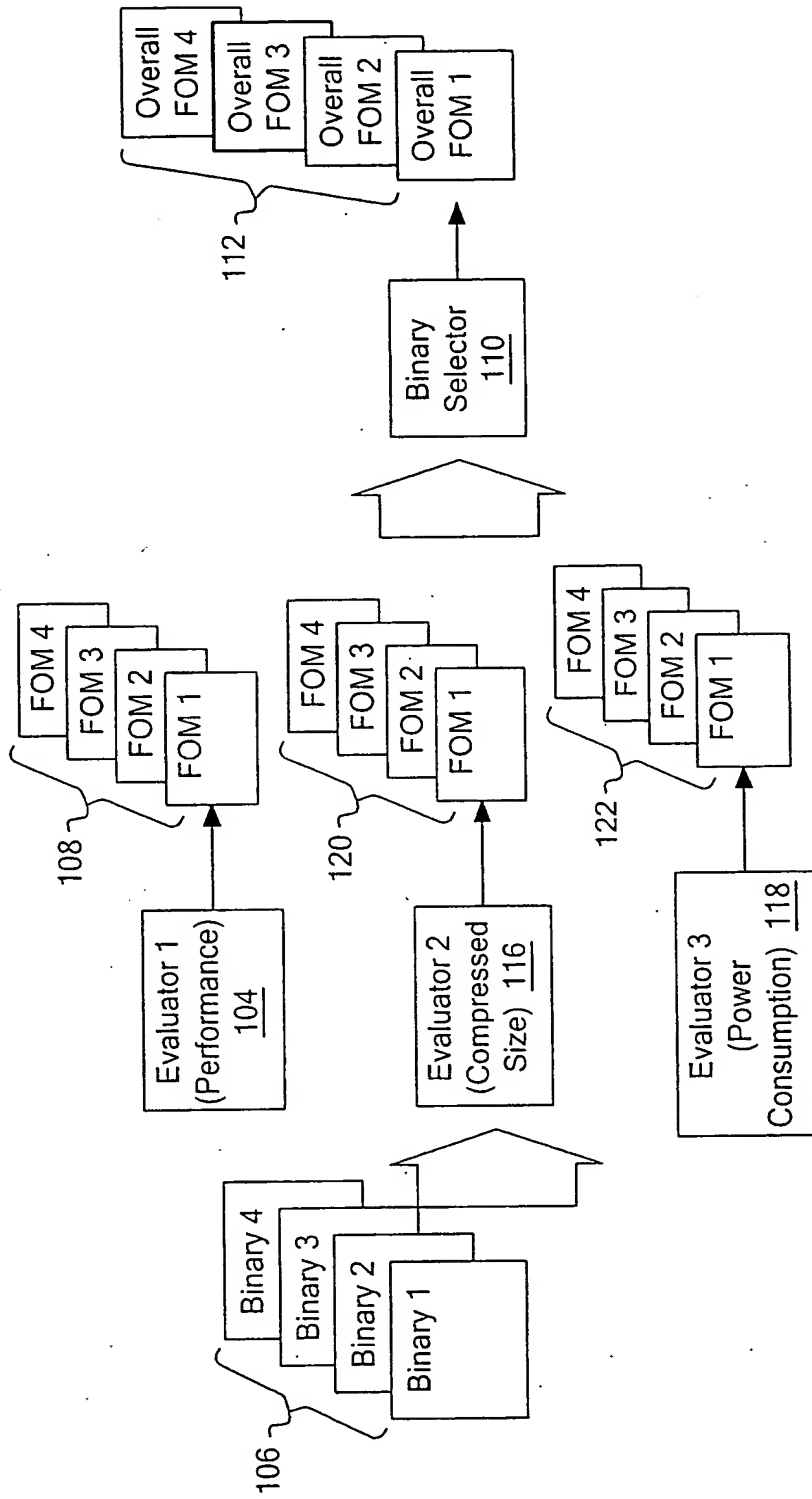 106
Binary 4
Binary 3
Binary 2
Binary 1
Evaluator 1
(Performance)
104
Evaluator 2
(Compressed
Size) 116
Evaluator 3
(Power
Consumption) 118
108
FOM 4
FOM 3
FOM 2
FOM 1
120
FOM 4
FOM 3
FOM 2
FOM 1
122
FOM 4
FOM 3
FOM 2
FOM 1
Binary
Selector
110
112
Overall
FOM 4
Overall
FOM 3
Overall
FOM 2
Overall
FOM 1